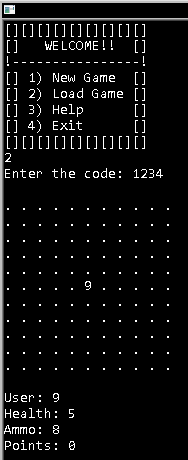 [][][][][][][][][]
[]   WELCOME!!  []
!----------------!
[] 1) New Game  []
[] 2) Load Game []
[] 3) Help      []
[] 4) Exit      []
[][][][][][][][][]
2
Enter the code: 1234
. . . . . . . . . . .
. . . . . . . . . . .
. . . . . . . . . . .
. . . . . . . . . . .
. . . . . . . . . . .
. . . . . 9 . . . . .
. . . . . . . . . . .
. . . . . . . . . . .
. . . . . . . . . . .
. . . . . . . . . . .
. . . . . . . . . . .
User: 9
Health: 5
Ammo: 8
Points: 0